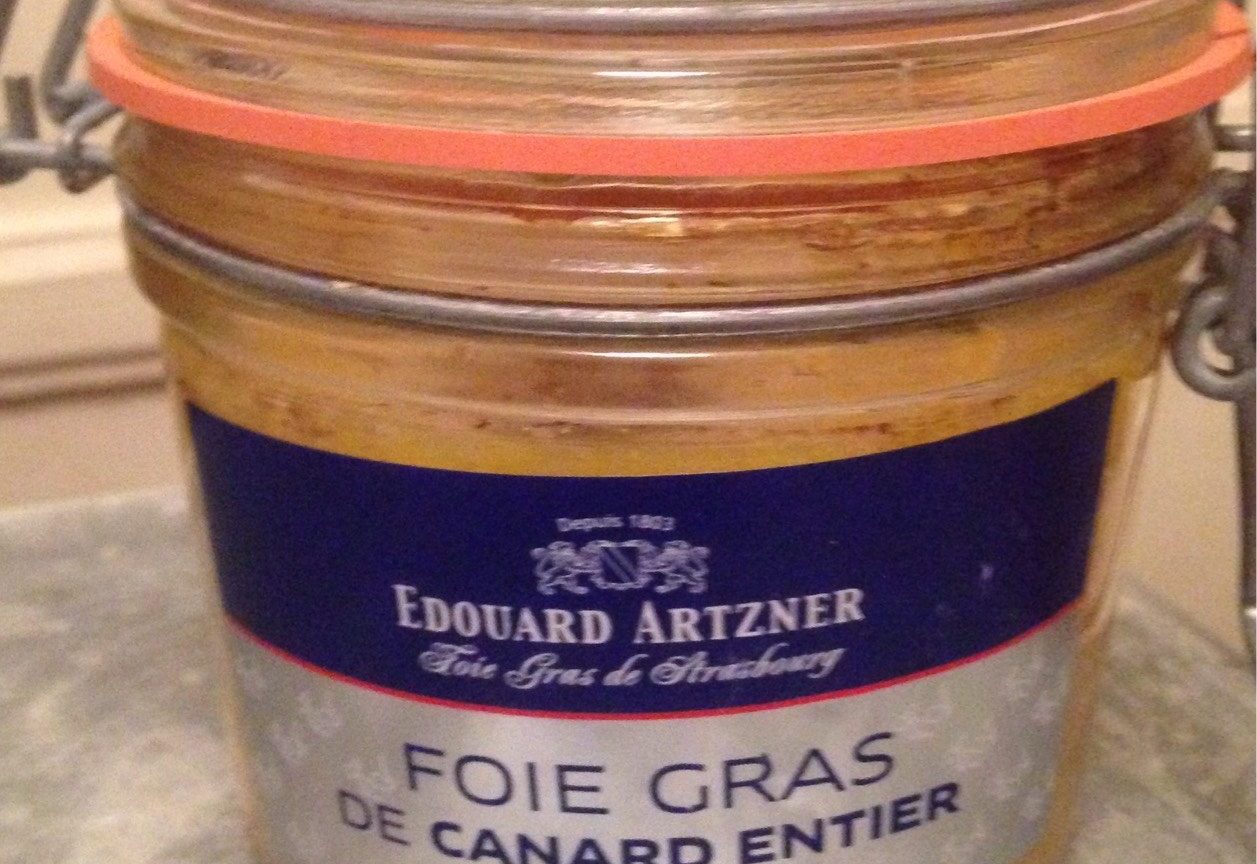 Depuis 1803
EDOUARD ARTZNER
Foie Gras de Strasbourg
FOIE GRAS
DE CANARD ENTIER